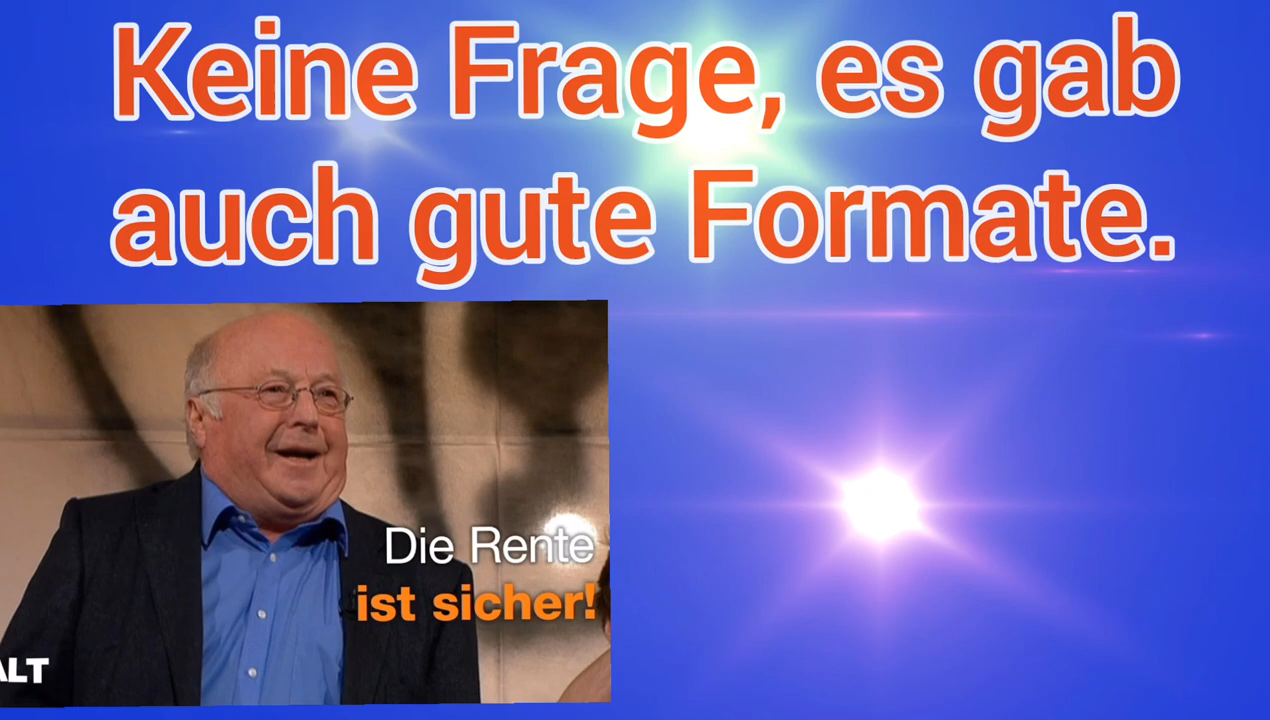 Keine Frage, es gab
auch gute Formate.
Die Rente
ist sicher!
ALT